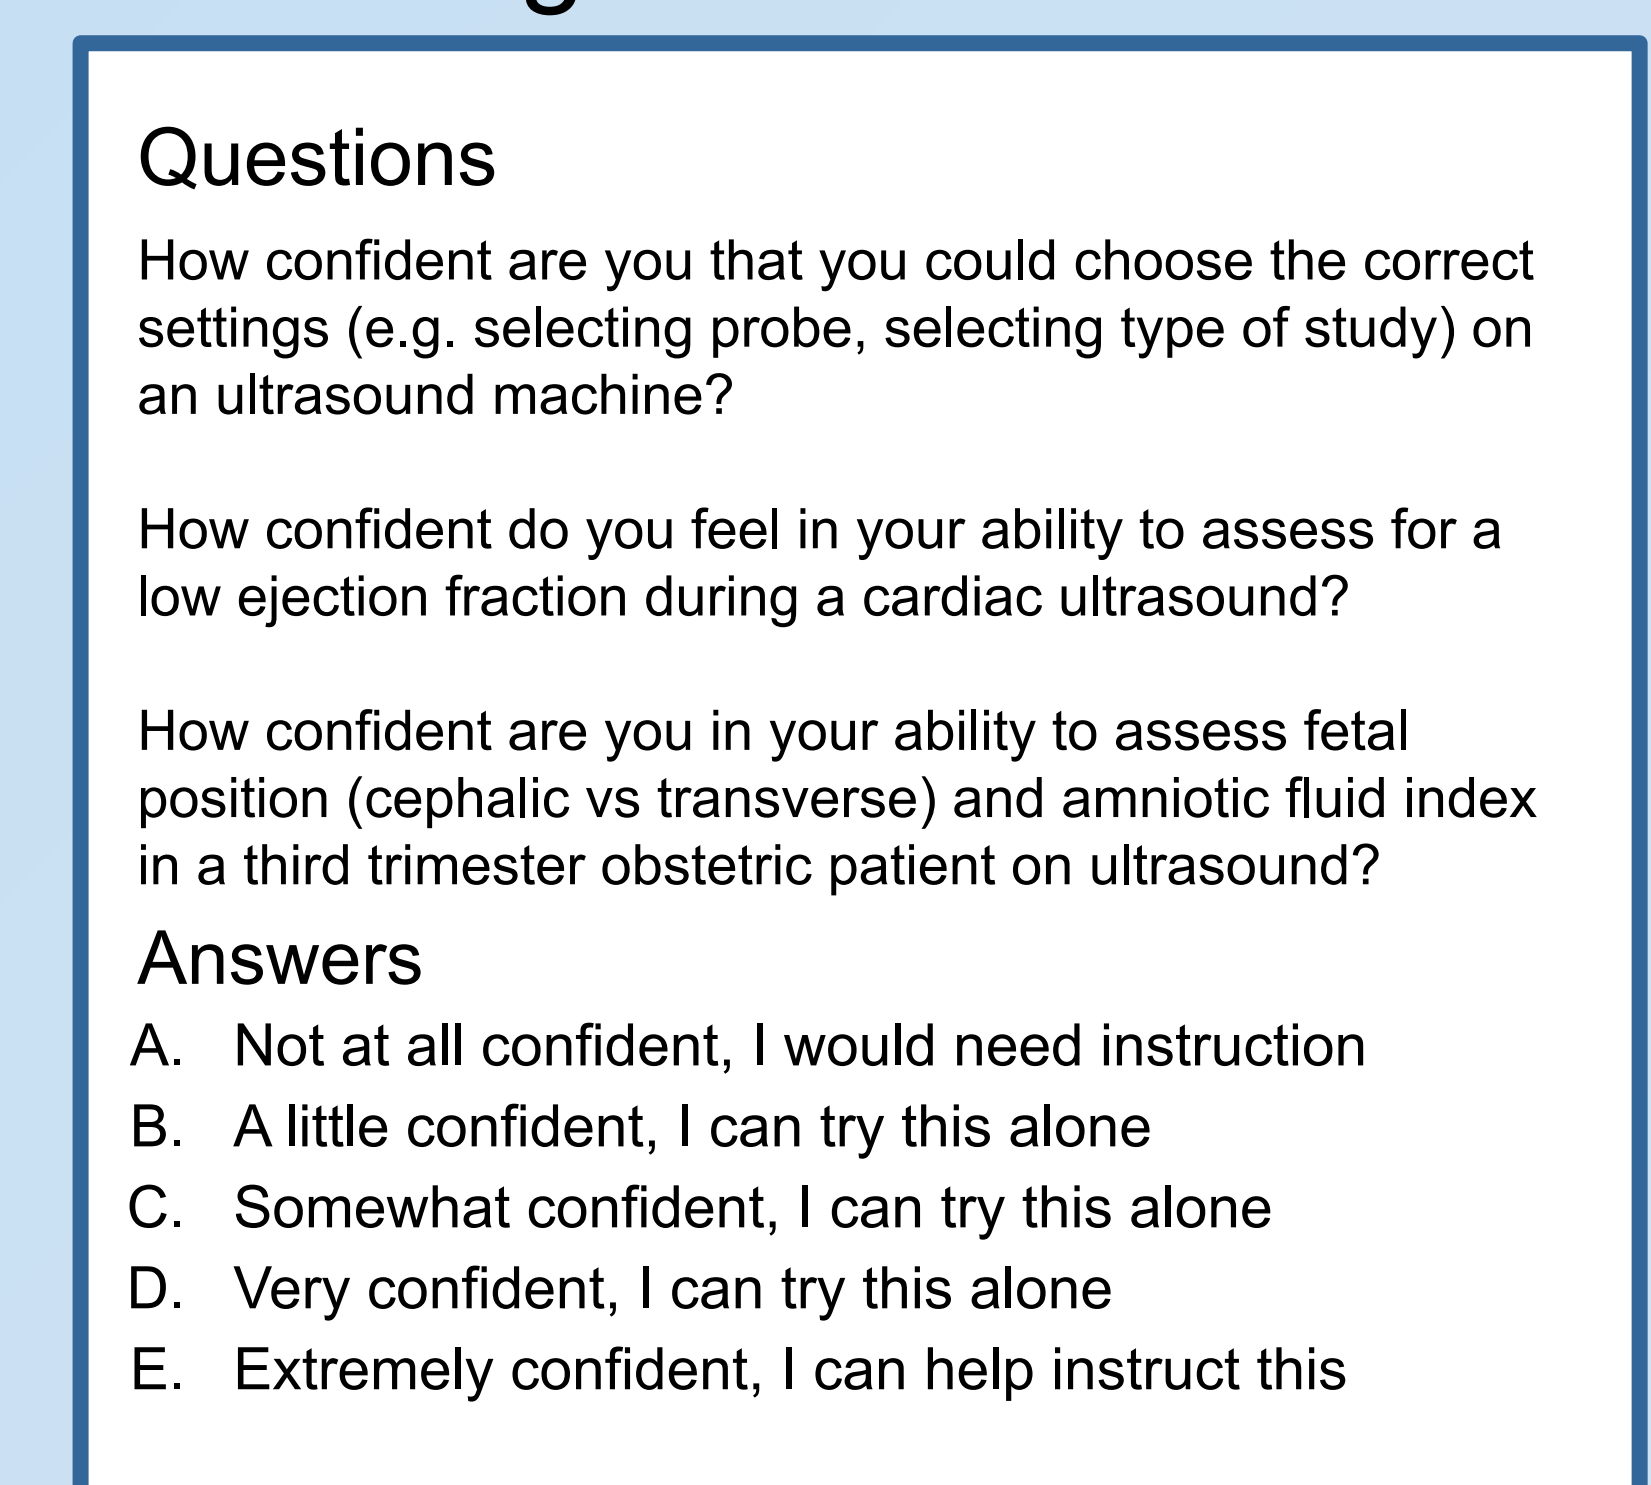 Questions
How confident are you that you could choose the correct
settings (e.g. selecting probe, selecting type of study) on
an ultrasound machine?
How confident do you feel in your ability to assess for a
low ejection fraction during a cardiac ultrasound?
How confident are you in your ability to assess fetal
position (cephalic vs transverse) and amniotic fluid index
in a third trimester obstetric patient on ultrasound?
Answers
A. Not at all confident, I would need instruction
B. A little confident, I can try this alone
C. Somewhat confident, I can try this alone
D. Very confident, I can try this alone
E. Extremely confident, I can help instruct this